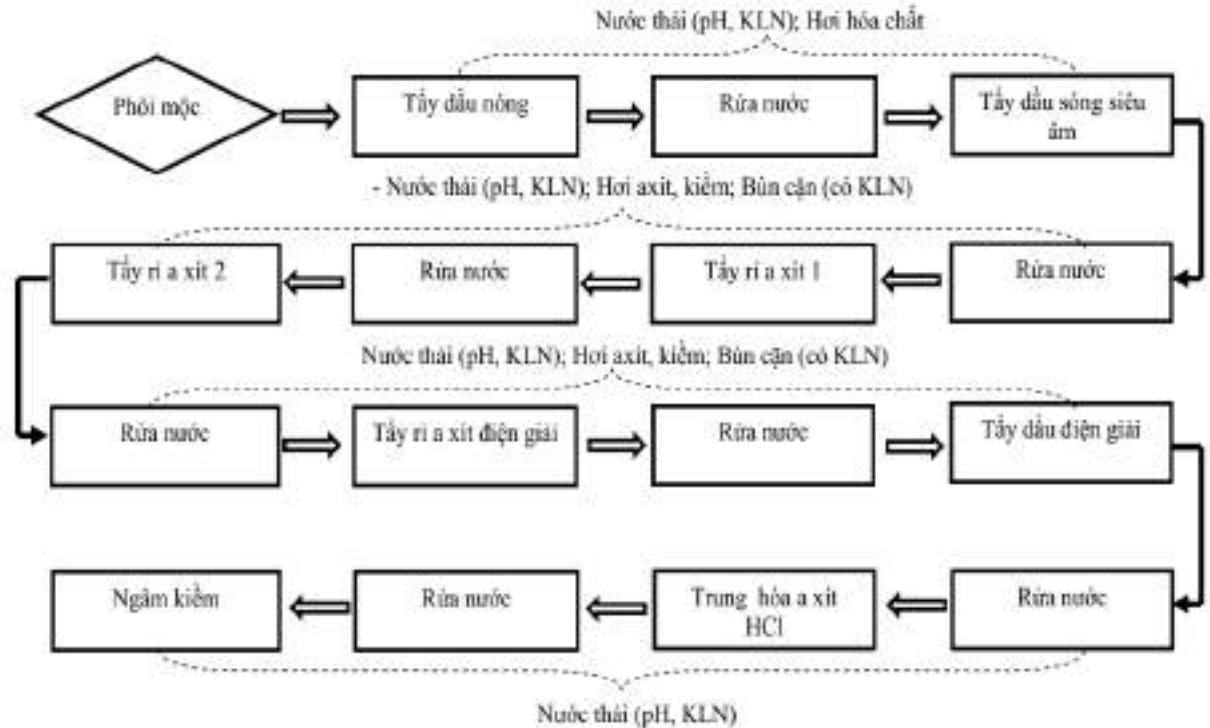 Nước thải (pH, KLN); Hơi hóa chất
Phôi mộc
Tẩy dầu nóng
Rửa nước
Tẩy dầu sóng siêu
âm
- Nước thải (pH, KLN); Hơi axit, kiềm; Bùn cặn (có KLN)
Tẩy rỉ a xít 2
Rửa nước
Tẩy rỉ a xít 1
Rửa nước
Nước thải (pH, KLN); Hơi axit, kiềm; Bùn cặn (có KLN)
Rửa nước
Tẩy rỉ a xít điện giải
Rửa nước
Tẩy dầu điện giải
Ngâm kiềm
Rửa nước
Trung hóa a xít
HCl
Rửa nước
Nước thải (pH, KLN)